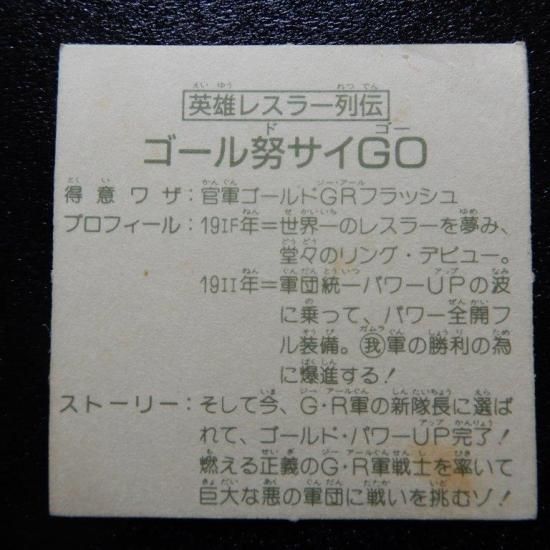 英雄レスラー列伝
ゴール努サイGO
得意ワザ:官軍ゴールドGRフラッシュ
プロフィール:19IF年=世界一のレスラーを夢み、
堂々のリング・デビュー。
19II年=軍団統一パワーUPの波
に乗って、パワー全開フ
ル装備。我軍の勝利の為
に爆進する!
ストーリー:そして今、G・R軍の新隊長に選ば
れて、ゴールド・パワーUP完了!
燃える正義のG・R軍戦士を率いて
巨大な悪の軍団に戦いを挑むゾ!